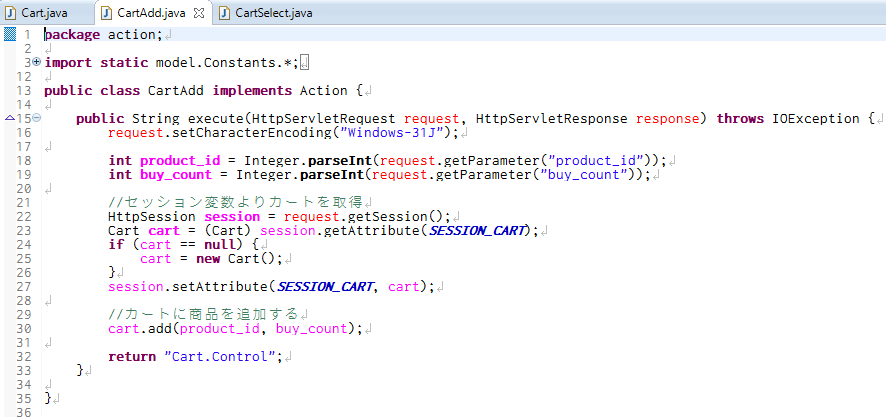 Cart.java CartAdd.java CartSelect.java
1 package action;
2
3 import static model.Constants.*;
12
13 public class CartAdd implements Action {
14
15 public String execute(HttpServletRequest request, HttpServletResponse response) throws IOException {
16 request.setCharacterEncoding("Windows-31J");
17
18 int product_id = Integer.parseInt(request.getParameter("product_id"));
19 int buy_count = Integer.parseInt(request.getParameter("buy_count"));
20
21 //セッション変数よりカートを取得
22 HttpSession session = request.getSession();
23 Cart cart = (Cart) session.getAttribute(SESSION_CART);
24 if (cart == null) {
25 cart = new Cart();
26 }
27 session.setAttribute(SESSION_CART, cart);
28
29 //カートに商品を追加する
30 cart.add(product_id, buy_count);
31
32 return "Cart.Control";
33 }
34
35 }
36